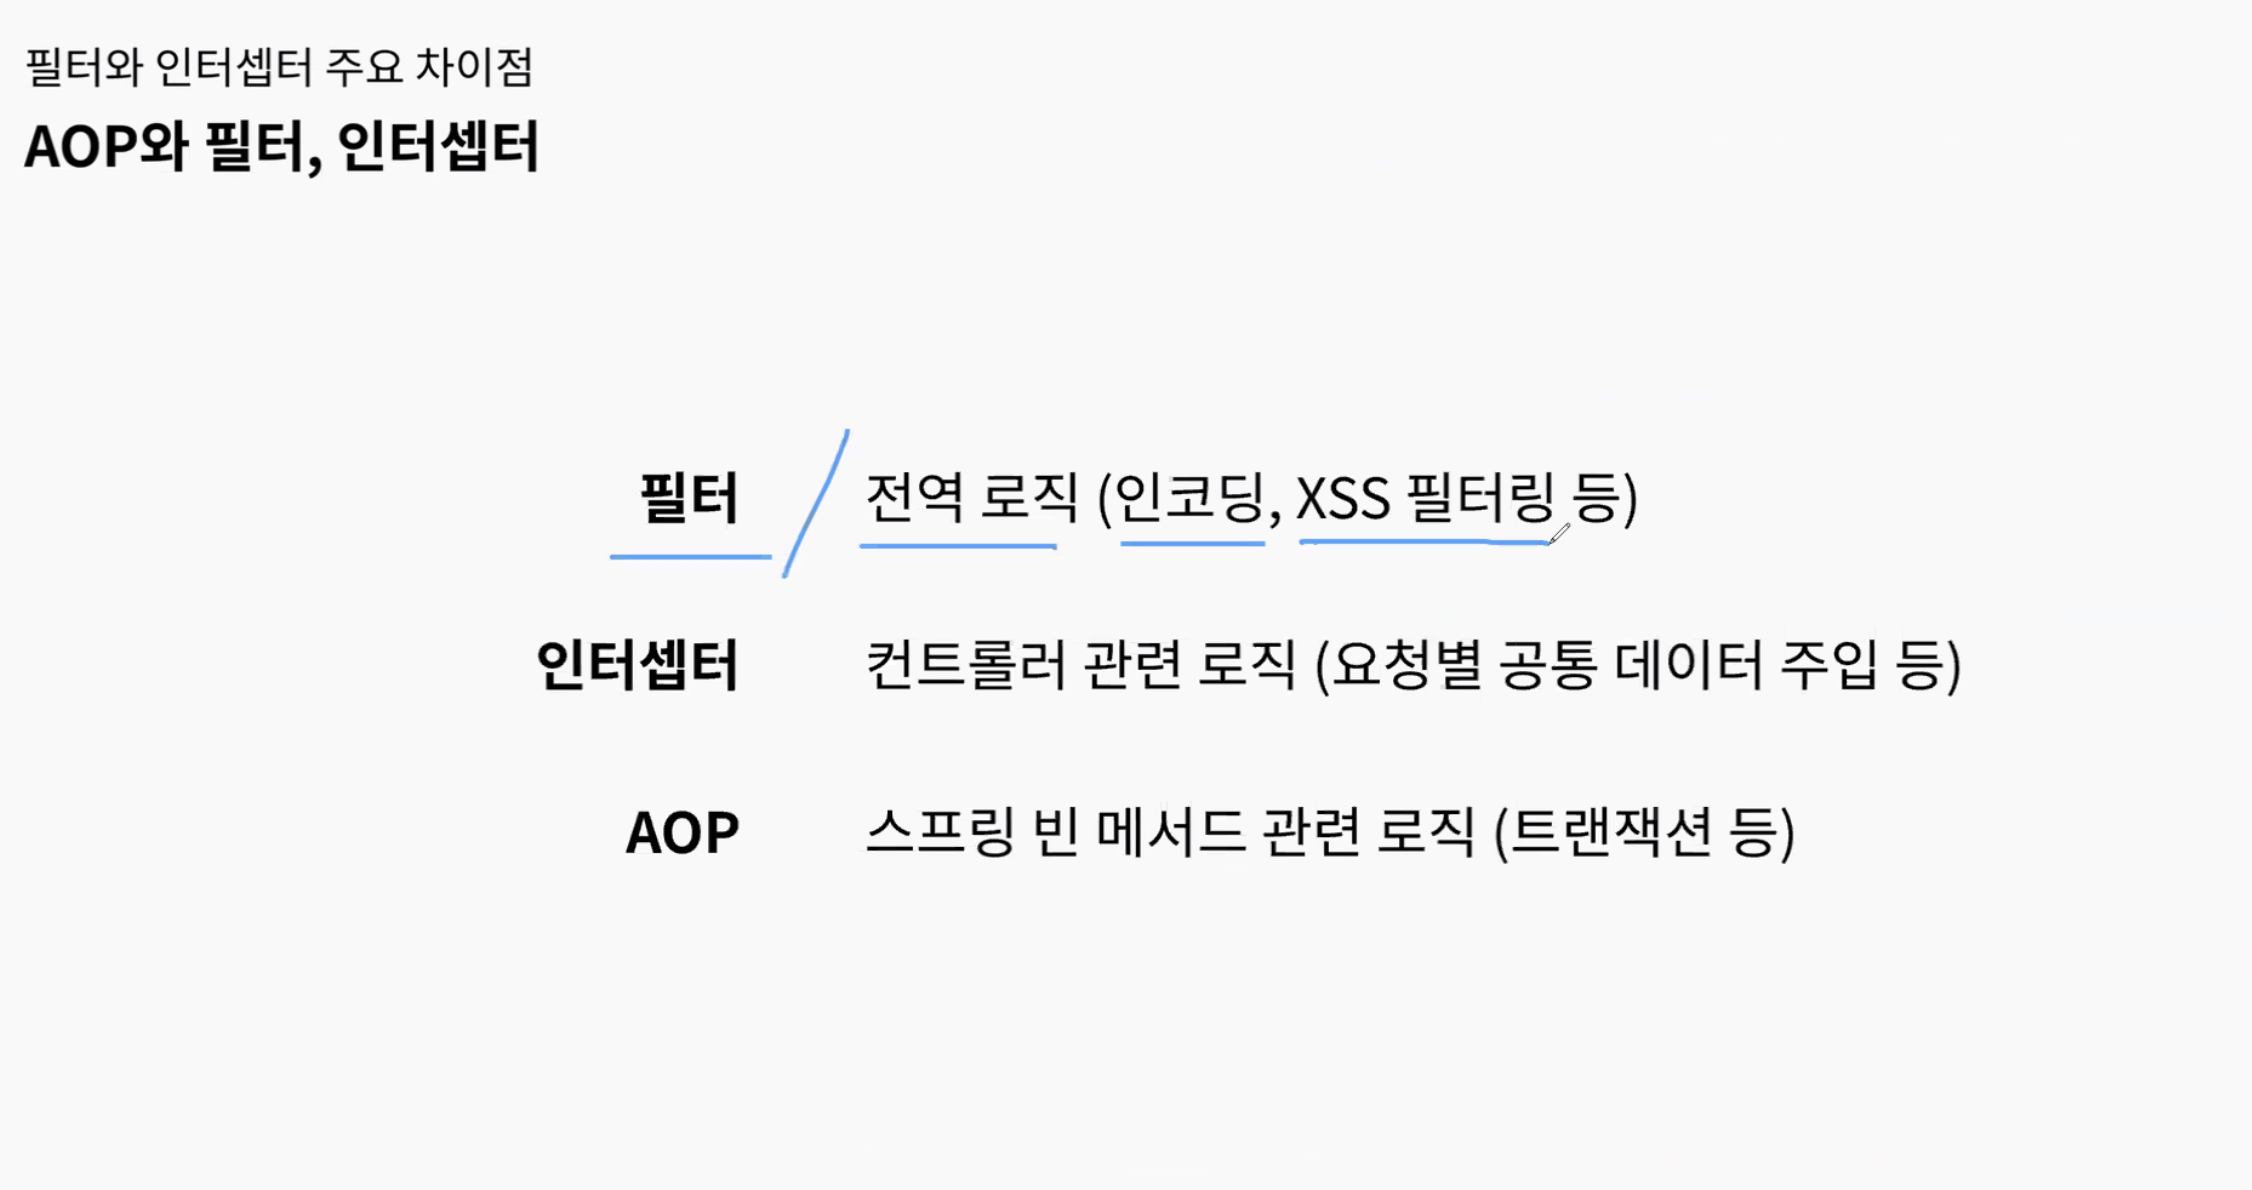 필터와 인터셉터 주요 차이점
AOP와 필터, 인터셉터
필터 전역 로직 (인코딩, XSS 필터링 등)
인터셉터 컨트롤러 관련 로직 (요청별 공통 데이터 주입 등)
AOP 스프링 빈 메서드 관련 로직 (트랜잭션 등)